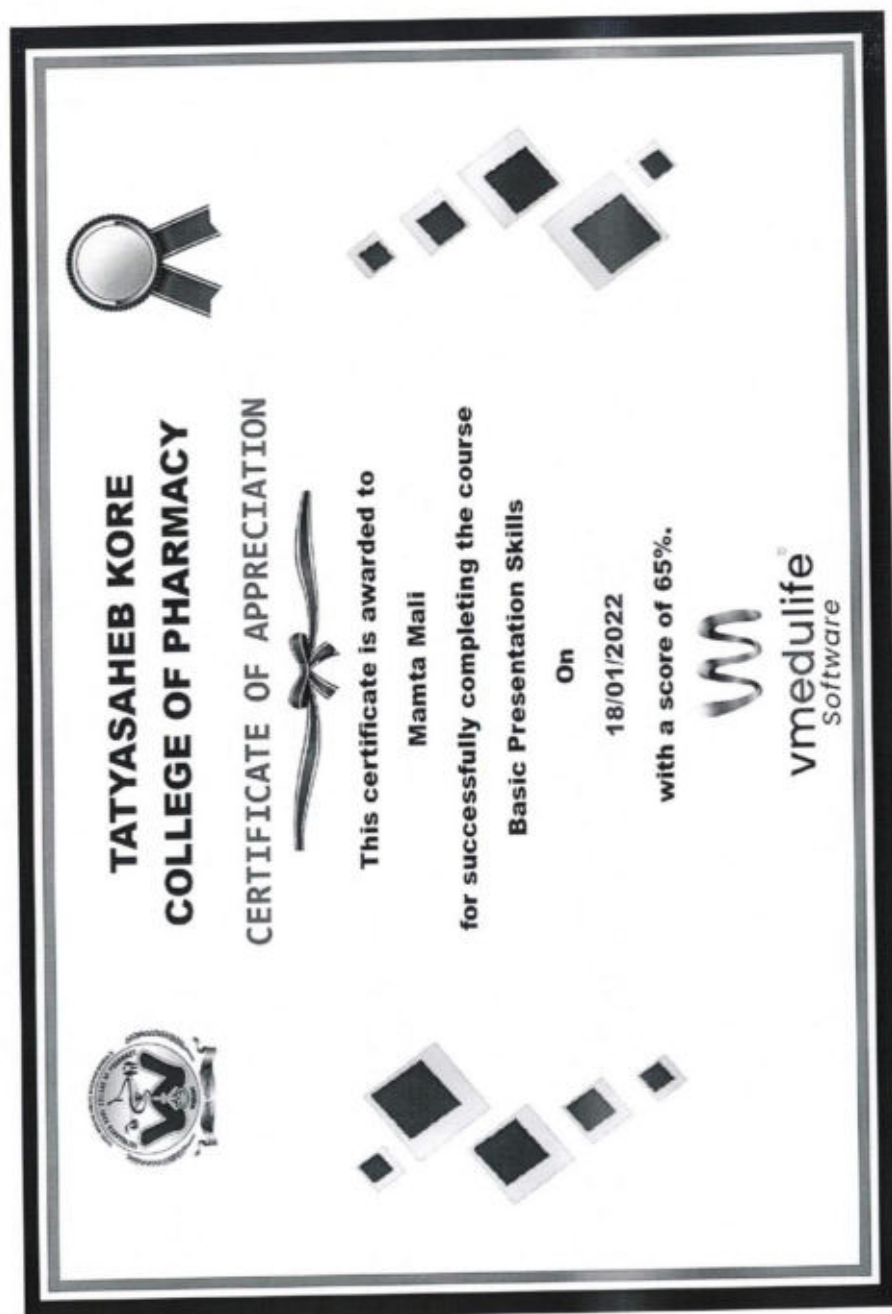 TATYASAHEB KORE
COLLEGE OF PHARMACY
CERTIFICATE OF APPRECIATION
This certificate is awarded to
Mamta Mali
for successfully completing the course
Basic Presentation Skills
On
18/01/2022
with a score of 65%.
vmedulife
software